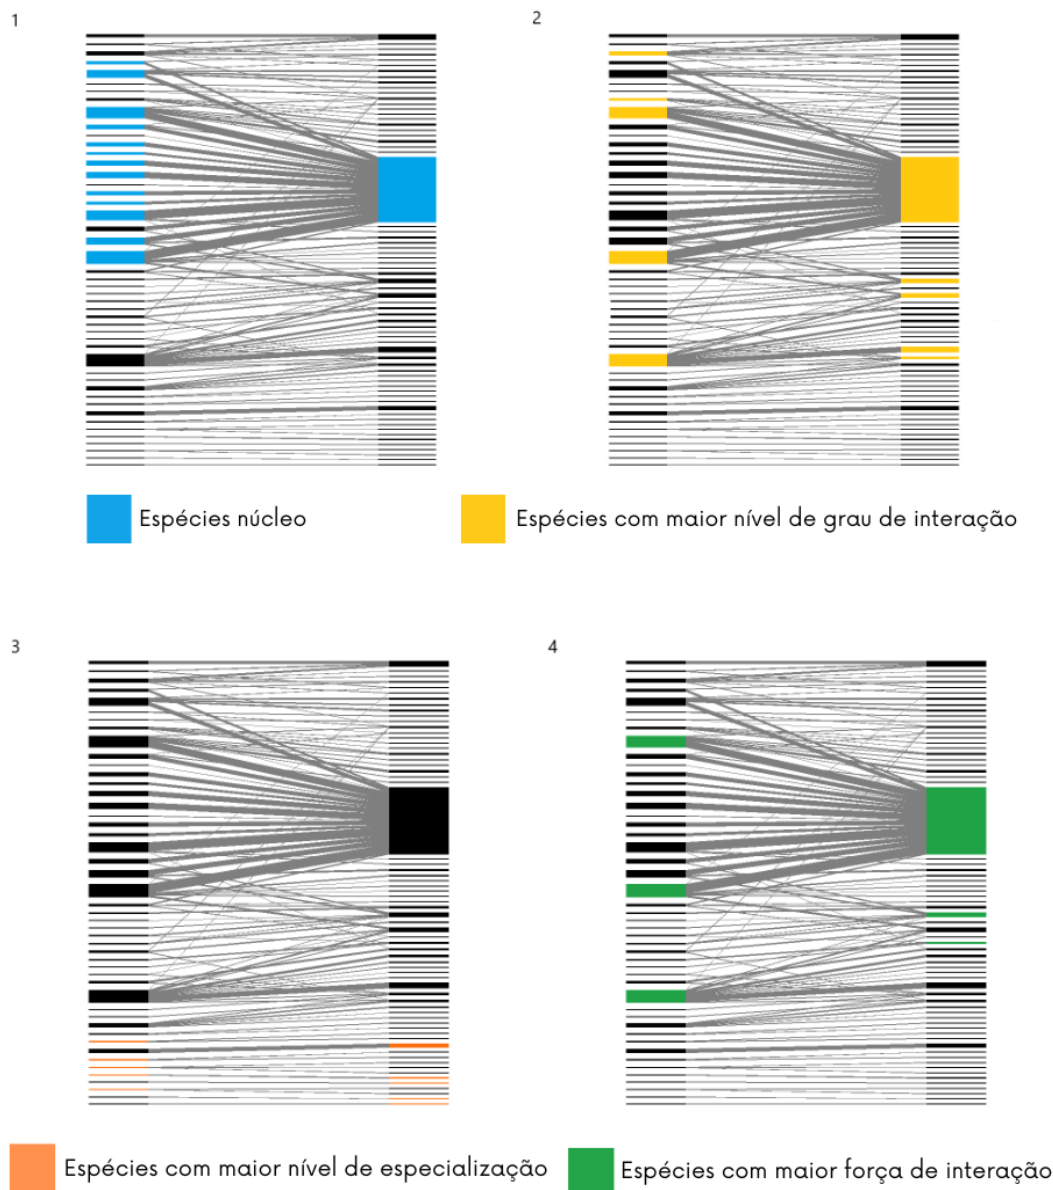 1
2
Espécies núcleo
Espécies com maior nível de grau de interação
3
4
Espécies com maior nível de especialização
Espécies com maior força de interação